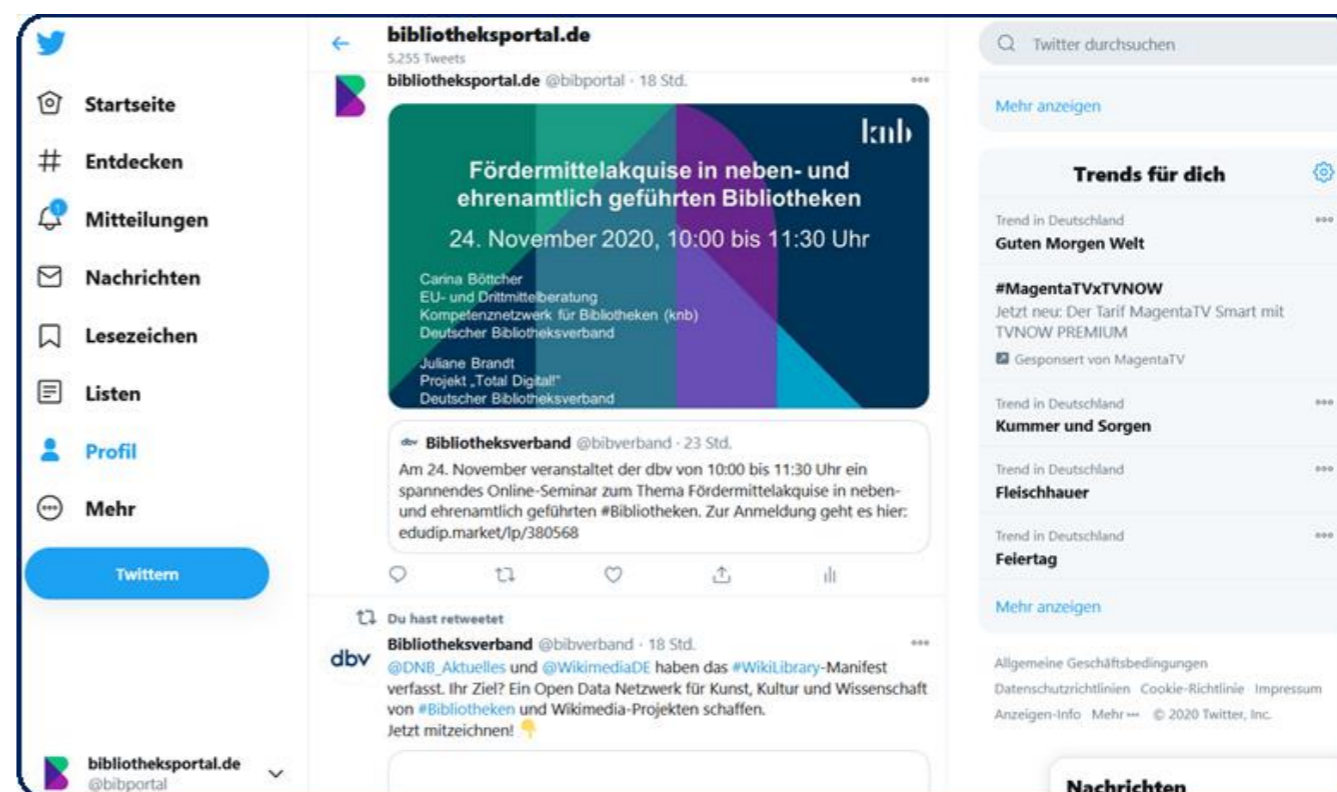 Startseite
Entdecken
1
Mitteilungen
Nachrichten
Lesezeichen
Listen
Profil
Mehr
Twittern
bibliotheksportal.de
@bibportal
bibliotheksportal.de
5.255 Tweets
bibliotheksportal.de @bibportal · 18 Std.
knb
Fördermittelakquise in neben- und
ehrenamtlich geführten Bibliotheken
24. November 2020, 10:00 bis 11:30 Uhr
Carina Böttcher
EU- und Drittmittelberatung
Kompetenznetzwerk für Bibliotheken (knb)
Deutscher Bibliotheksverband
Juliane Brandt
Projekt „Total Digital!“
Deutscher Bibliotheksverband
dbv Bibliotheksverband @bibverband · 23 Std.
Am 24. November veranstaltet der dbv von 10:00 bis 11:30 Uhr ein
spannendes Online-Seminar zum Thema Fördermittelakquise in neben-
und ehrenamtlich geführten #Bibliotheken. Zur Anmeldung geht es hier:
edudip.market/lp/380568
Du hast retweetet
dbv
Bibliotheksverband @bibverband · 18 Std.
@DNB_Aktuelles und @WikimediaDE haben das #WikiLibrary-Manifest
verfasst. Ihr Ziel? Ein Open Data Netzwerk für Kunst, Kultur und Wissenschaft
von #Bibliotheken und Wikimedia-Projekten schaffen.
Jetzt mitzeichnen! 👇
Twitter durchsuchen
Mehr anzeigen
Trends für dich
Trend in Deutschland
Guten Morgen Welt
#MagentaTVxTVNOW
Jetzt neu: Der Tarif MagentaTV Smart mit
TVNOW PREMIUM
Gesponsert von MagentaTV
Trend in Deutschland
Kummer und Sorgen
Trend in Deutschland
Fleischhauer
Trend in Deutschland
Feiertag
Mehr anzeigen
Allgemeine Geschäftsbedingungen
Datenschutzrichtlinien Cookie-Richtlinie Impressum
Anzeigen-Info Mehr ··· © 2020 Twitter, Inc.
Nachrichten